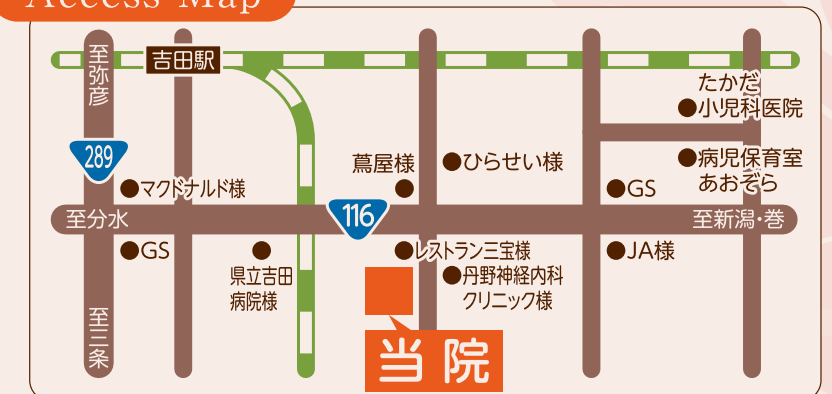 Access Map
至弥彦
吉田駅
たかだ
小児科医院
289
蔦屋様
ひらせい様
病児保育室
あおぞら
マクドナルド様
GS
至分水
116
至新潟・巻
GS
県立吉田
病院様
レストラン三宝様
丹野神経内科
クリニック様
JA様
至三条
当院